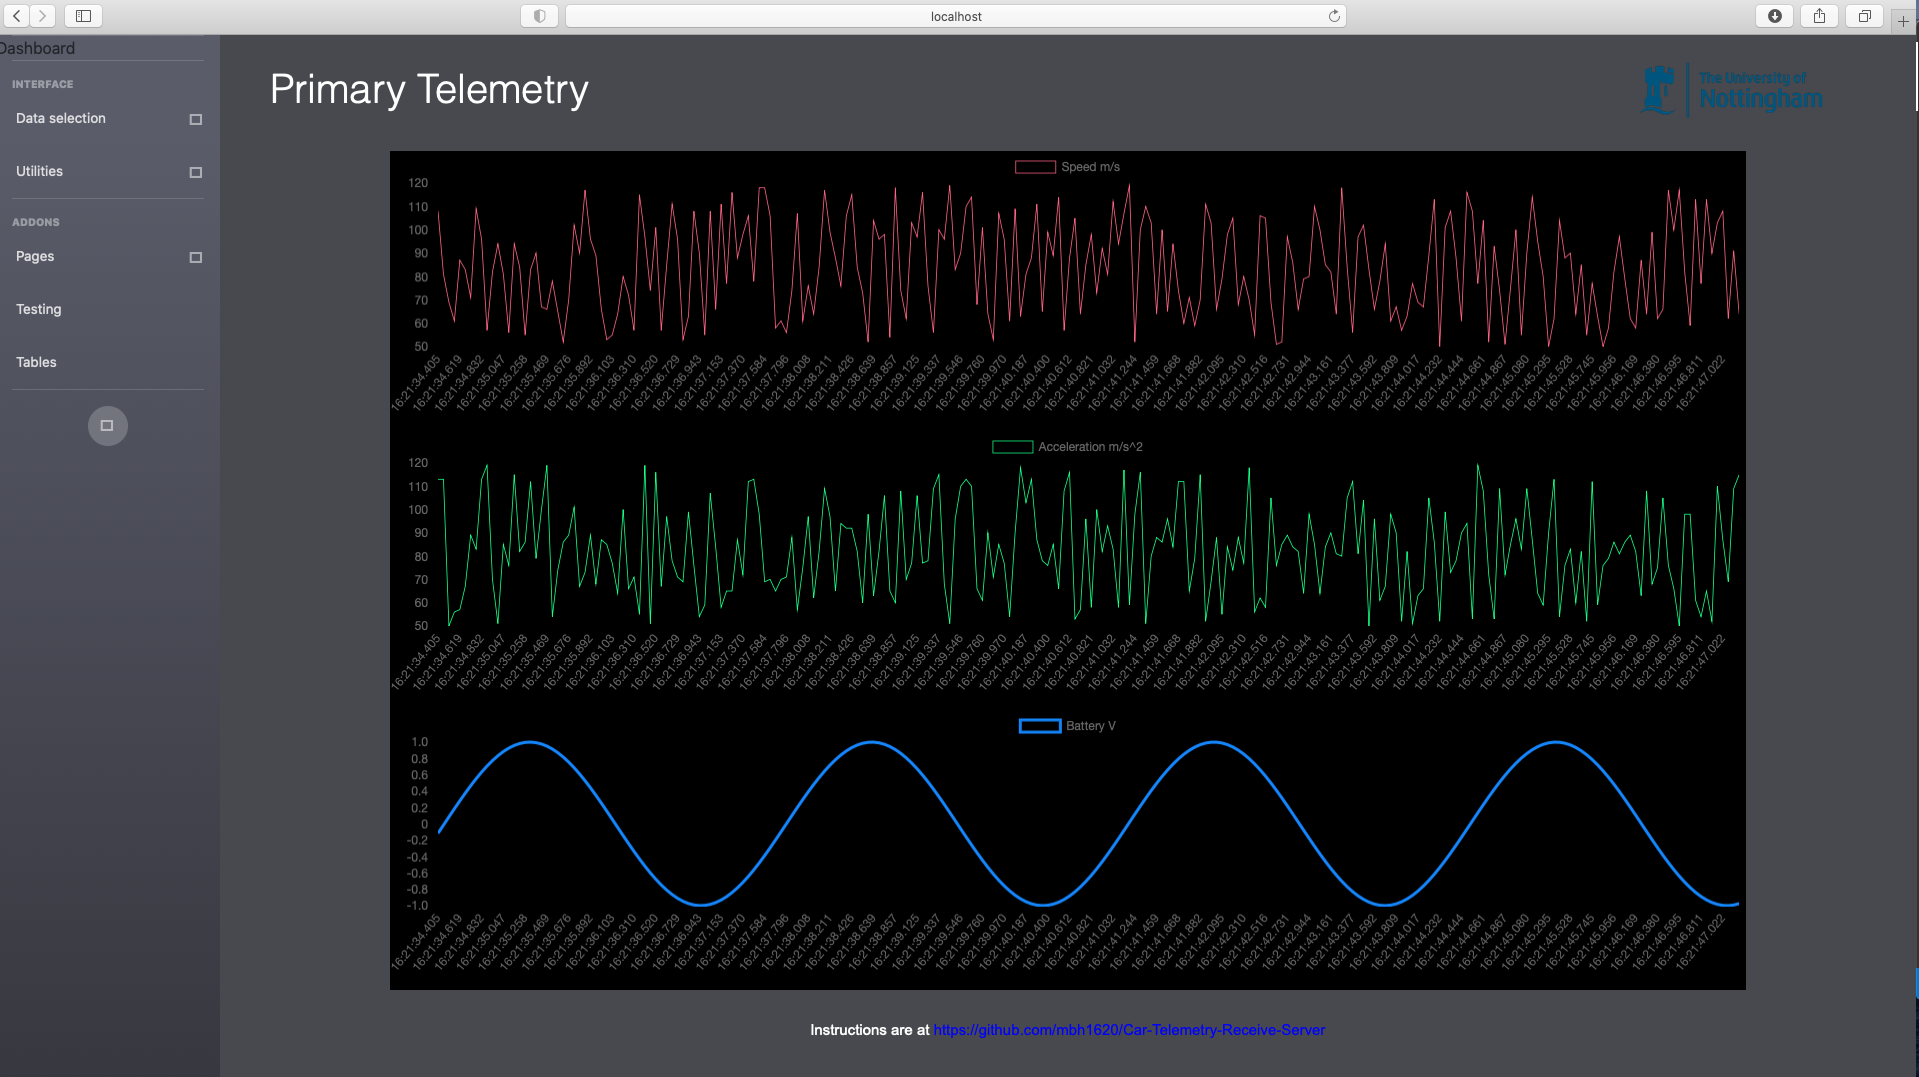 localhost
Dashboard
INTERFACE
Data selection
Utilities
ADDONS
Pages
Testing
Tables
Primary Telemetry
The University of
Nottingham
Speed m/s
120
110
100
90
80
70
60
50
16:21:34.405 16:21:34.619 16:21:34.832 16:21:35.047 16:21:35.258 16:21:35.469 16:21:35.676 16:21:35.892 16:21:36.103 16:21:36.310 16:21:36.520 16:21:36.729 16:21:36.943 16:21:37.153 16:21:37.370 16:21:37.584 16:21:37.796 16:21:38.008 16:21:38.211 16:21:38.426 16:21:38.639 16:21:38.857 16:21:39.125 16:21:39.337 16:21:39.546 16:21:39.760 16:21:39.970 16:21:40.187 16:21:40.400 16:21:40.612 16:21:40.821 16:21:41.032 16:21:41.244 16:21:41.459 16:21:41.668 16:21:41.882 16:21:42.095 16:21:42.310 16:21:42.516 16:21:42.731 16:21:42.944 16:21:43.161 16:21:43.377 16:21:43.592 16:21:43.809 16:21:44.017 16:21:44.232 16:21:44.444 16:21:44.661 16:21:44.867 16:21:45.080 16:21:45.295 16:21:45.528 16:21:45.745 16:21:45.956 16:21:46.169 16:21:46.380 16:21:46.595 16:21:46.811 16:21:47.022
Acceleration m/s^2
120
110
100
90
80
70
60
50
16:21:34.405 16:21:34.619 16:21:34.832 16:21:35.047 16:21:35.258 16:21:35.469 16:21:35.676 16:21:35.892 16:21:36.103 16:21:36.310 16:21:36.520 16:21:36.729 16:21:36.943 16:21:37.153 16:21:37.370 16:21:37.584 16:21:37.796 16:21:38.008 16:21:38.211 16:21:38.426 16:21:38.639 16:21:38.857 16:21:39.125 16:21:39.337 16:21:39.546 16:21:39.760 16:21:39.970 16:21:40.187 16:21:40.400 16:21:40.612 16:21:40.821 16:21:41.032 16:21:41.244 16:21:41.459 16:21:41.668 16:21:41.882 16:21:42.095 16:21:42.310 16:21:42.516 16:21:42.731 16:21:42.944 16:21:43.161 16:21:43.377 16:21:43.592 16:21:43.809 16:21:44.017 16:21:44.232 16:21:44.444 16:21:44.661 16:21:44.867 16:21:45.080 16:21:45.295 16:21:45.528 16:21:45.745 16:21:45.956 16:21:46.169 16:21:46.380 16:21:46.595 16:21:46.811 16:21:47.022
Battery V
1.0
0.8
0.6
0.4
0.2
0
-0.2
-0.4
-0.6
-0.8
-1.0
16:21:34.405 16:21:34.619 16:21:34.832 16:21:35.047 16:21:35.258 16:21:35.469 16:21:35.676 16:21:35.892 16:21:36.103 16:21:36.310 16:21:36.520 16:21:36.729 16:21:36.943 16:21:37.153 16:21:37.370 16:21:37.584 16:21:37.796 16:21:38.008 16:21:38.211 16:21:38.426 16:21:38.639 16:21:38.857 16:21:39.125 16:21:39.337 16:21:39.546 16:21:39.760 16:21:39.970 16:21:40.187 16:21:40.400 16:21:40.612 16:21:40.821 16:21:41.032 16:21:41.244 16:21:41.459 16:21:41.668 16:21:41.882 16:21:42.095 16:21:42.310 16:21:42.516 16:21:42.731 16:21:42.944 16:21:43.161 16:21:43.377 16:21:43.592 16:21:43.809 16:21:44.017 16:21:44.232 16:21:44.444 16:21:44.661 16:21:44.867 16:21:45.080 16:21:45.295 16:21:45.528 16:21:45.745 16:21:45.956 16:21:46.169 16:21:46.380 16:21:46.595 16:21:46.811 16:21:47.022
Instructions are at https://github.com/mbh1620/Car-Telemetry-Receive-Server